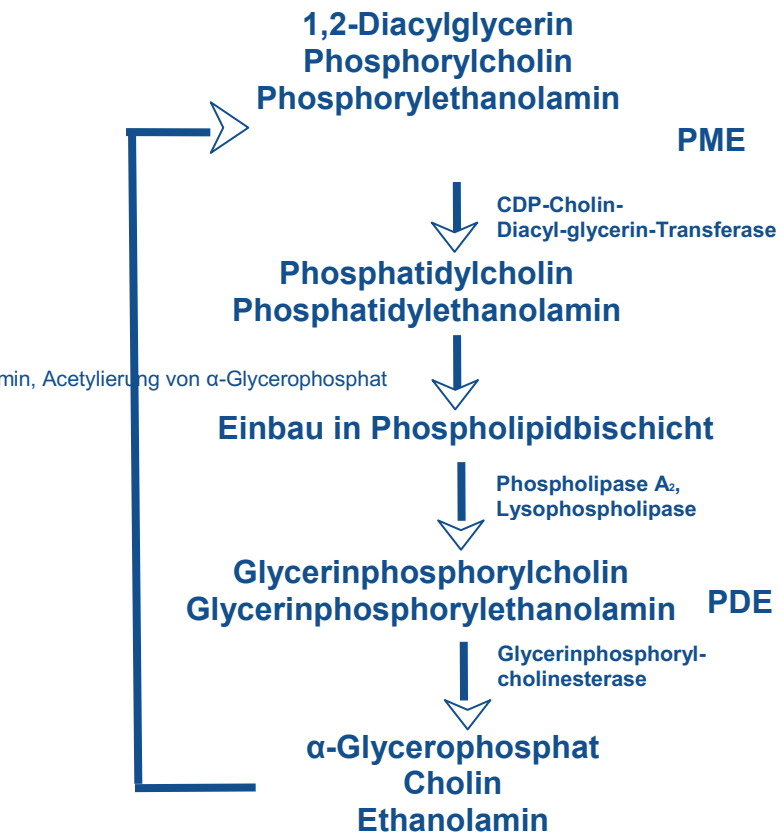 1,2-Diacylglycerin
Phosphorylcholin
Phosphorylethanolamin
PME
CDP-Cholin-
Diacyl-glycerin-Transferase
Phosphatidylcholin
Phosphatidylethanolamin
min, Acetylierung von α-Glycerophosphat
Einbau in Phospholipidbischicht
Phospholipase A₂,
Lysophospholipase
Glycerinphosphorylcholin
Glycerinphosphorylethanolamin
PDE
Glycerinphosphoryl-
cholinesterase
α-Glycerophosphat
Cholin
Ethanolamin